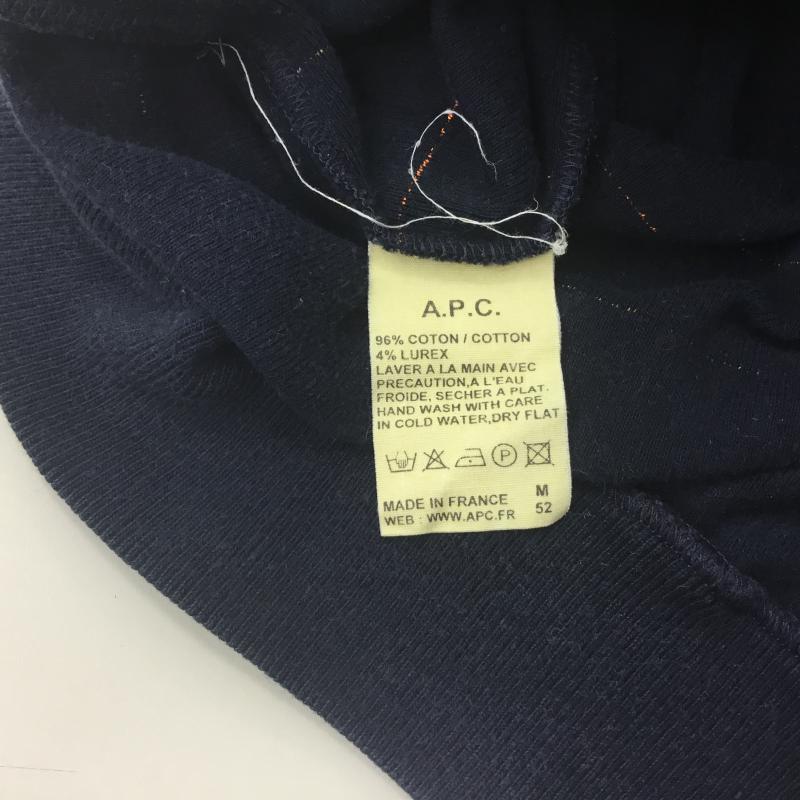 A.P.C.
96% COTON / COTTON
4% LUREX
LAVER A LA MAIN AVEC
PRECAUTION,A L'EAU
FROIDE, SECHER A PLAT.
HAND WASH WITH CARE
IN COLD WATER,DRY FLAT
P
MADE IN FRANCE M
WEB : WWW.APC.FR 52